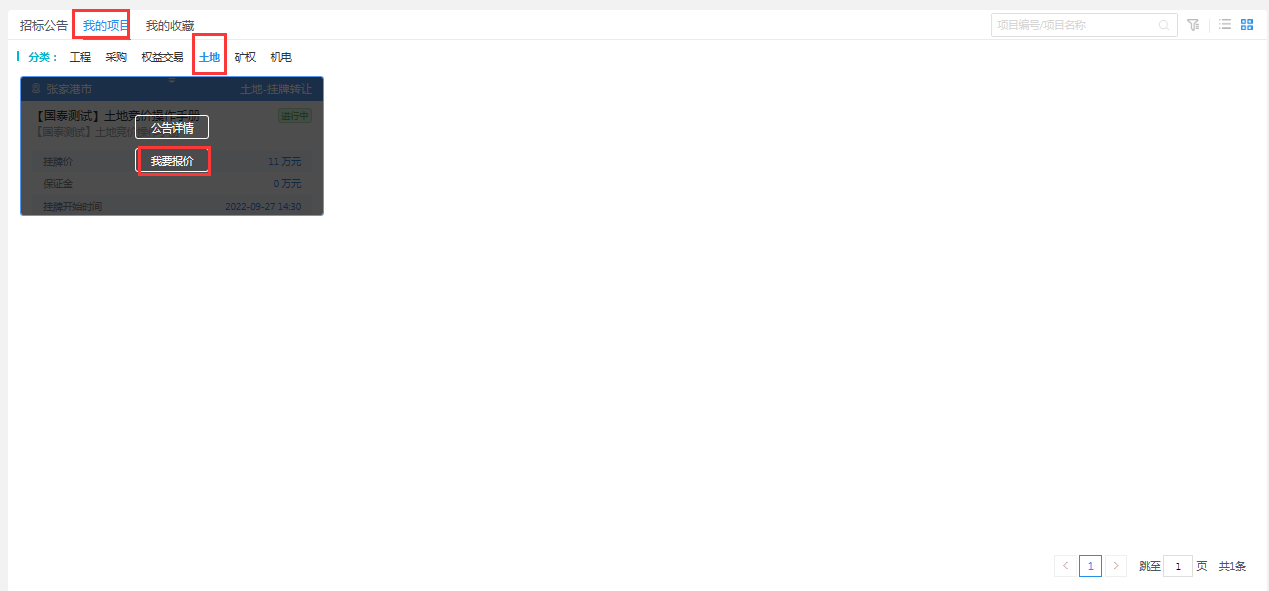 招标公告 我的项目 我的收藏 项目编号/项目名称
分类： 工程 采购 权益交易 土地 矿权 机电
张家港市 土地-挂牌转让
【国泰测试】土地竞价操作手册 进行中
【国泰测试】土地竞价
公告详情
我要报价
挂牌价 11 万元
保证金 0 万元
挂牌开始时间 2022-09-27 14:30
< 1 > 跳至 1 页 共1条